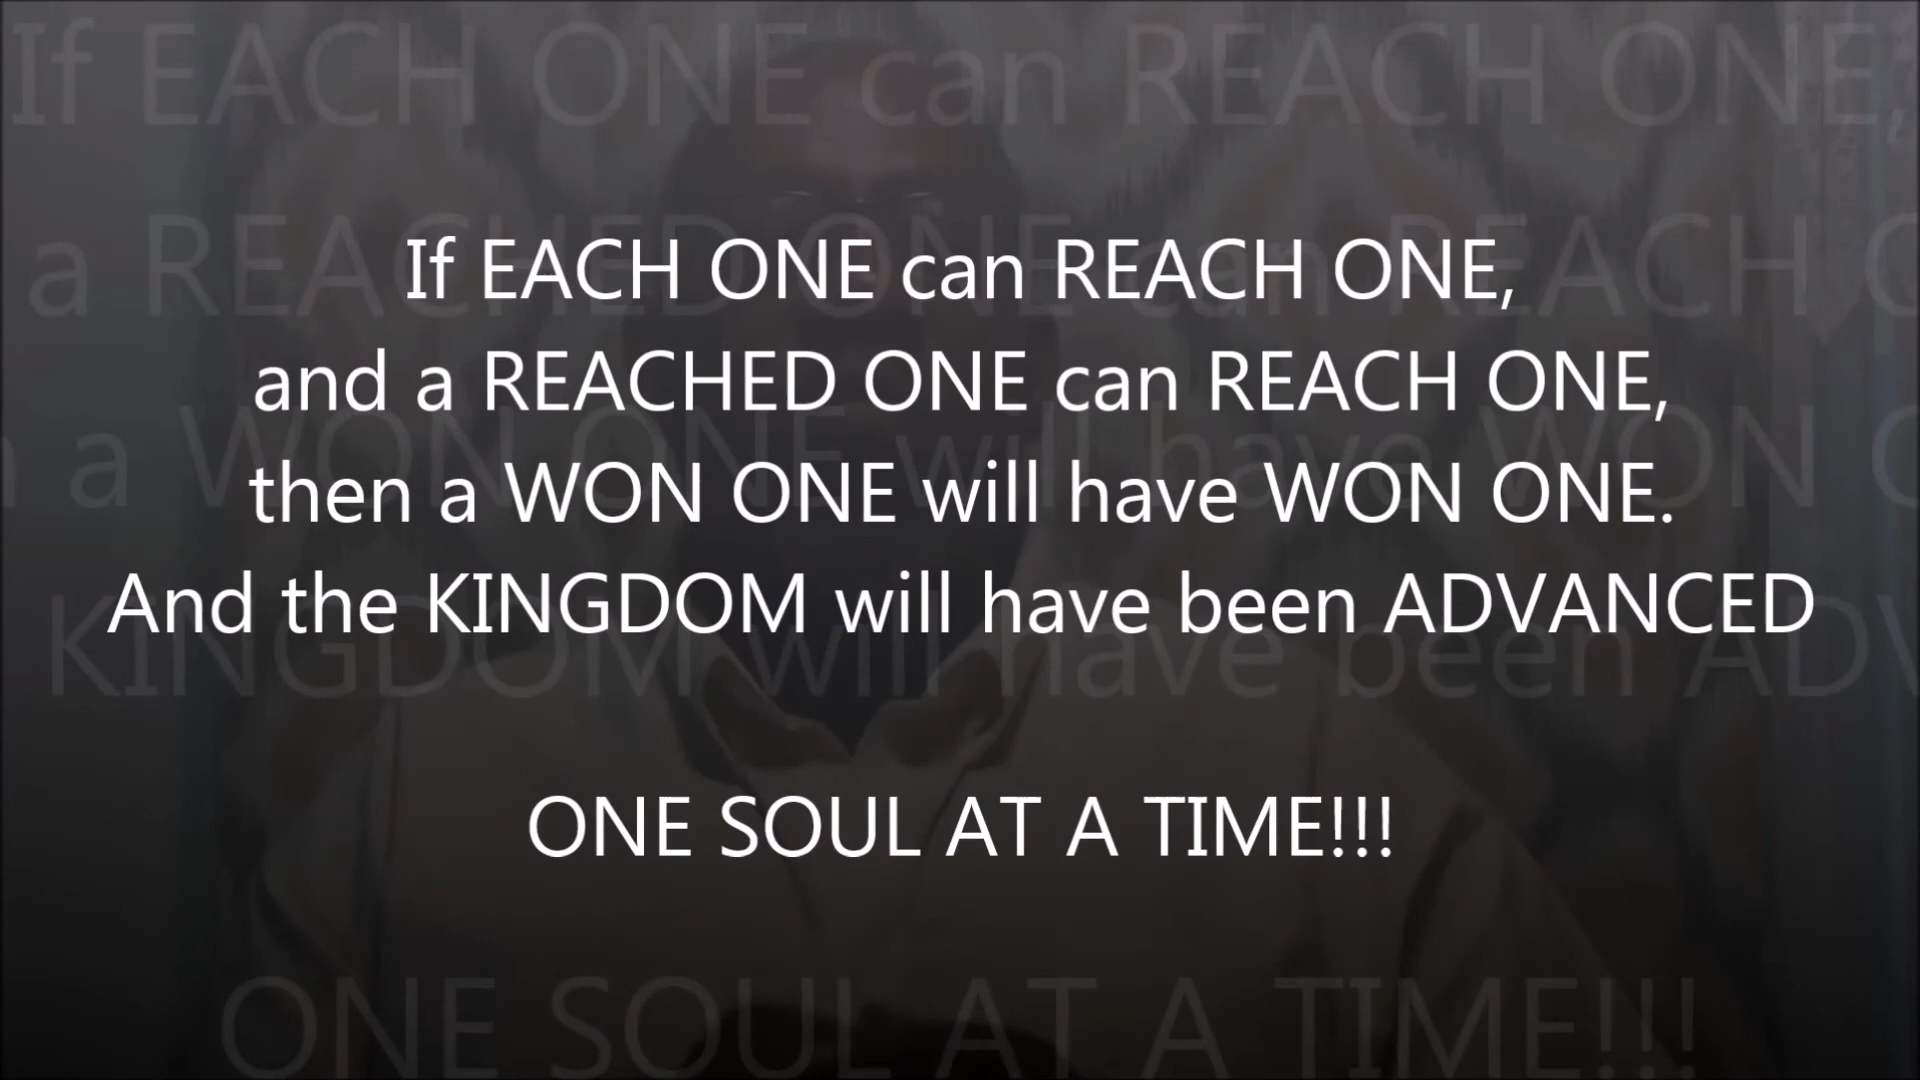 If EACH ONE can REACH ONE,
and a REACHED ONE can REACH ONE,
then a WON ONE will have WON ONE.
And the KINGDOM will have been ADVANCED
ONE SOUL AT A TIME!!!